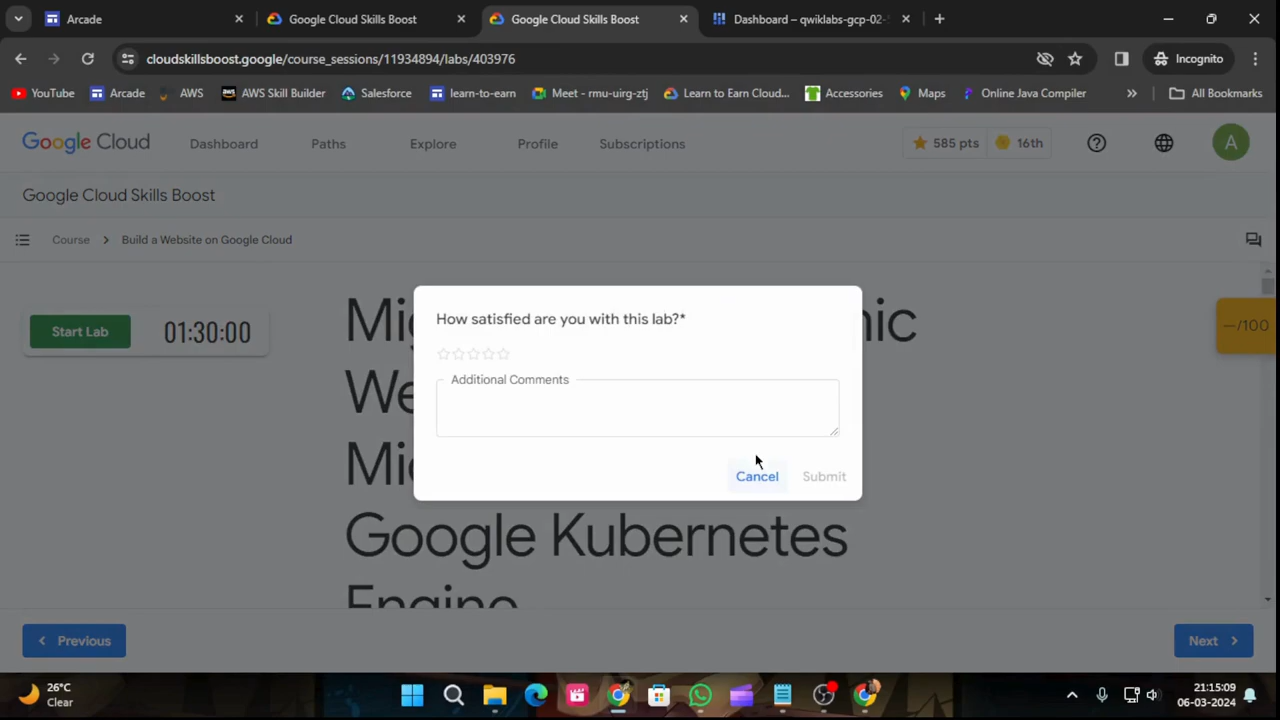 Arcade
Google Cloud Skills Boost
Google Cloud Skills Boost
Dashboard – qwiklabs-gcp-02-
cloudskillsboost.google/course_sessions/11934894/labs/403976
Incognito
YouTube
Arcade
AWS
AWS Skill Builder
Salesforce
learn-to-earn
Meet - rmu-uirg-ztj
Learn to Earn Cloud...
Accessories
Maps
Online Java Compiler
All Bookmarks
Google Cloud
Dashboard
Paths
Explore
Profile
Subscriptions
585 pts
16th
A
Google Cloud Skills Boost
Course > Build a Website on Google Cloud
Start Lab
01:30:00
—/100
Google Kubernetes
Engine
How satisfied are you with this lab?*
Additional Comments
Cancel
Submit
Previous
Next
26°C
Clear
21:15:09
06-03-2024